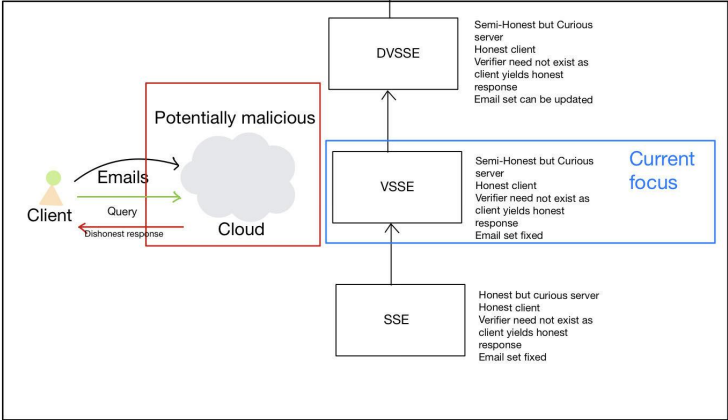 Semi-Honest but Curious
server
Honest client
Verifier need not exist as
client yields honest
response
Email set can be updated
DVSSE
Potentially malicious
Emails
Client
Query
Dishonest response
Cloud
VSSE
Semi-Honest but Curious
server
Honest client
Verifier need not exist as
client yields honest
response
Email set fixed
Current
focus
SSE
Honest but curious server
Honest client
Verifier need not exist as
client yields honest
response
Email set fixed